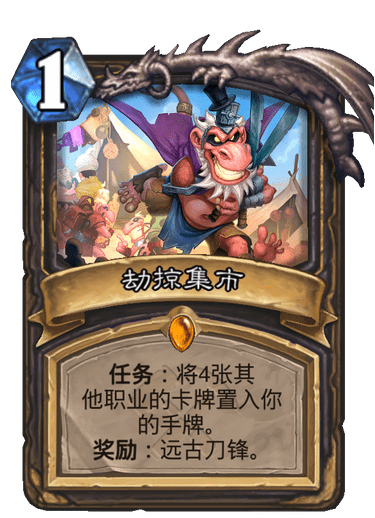 1
劫掠集市
任务：将4张其
他职业的卡牌置入你
的手牌。
奖励：远古刀锋。